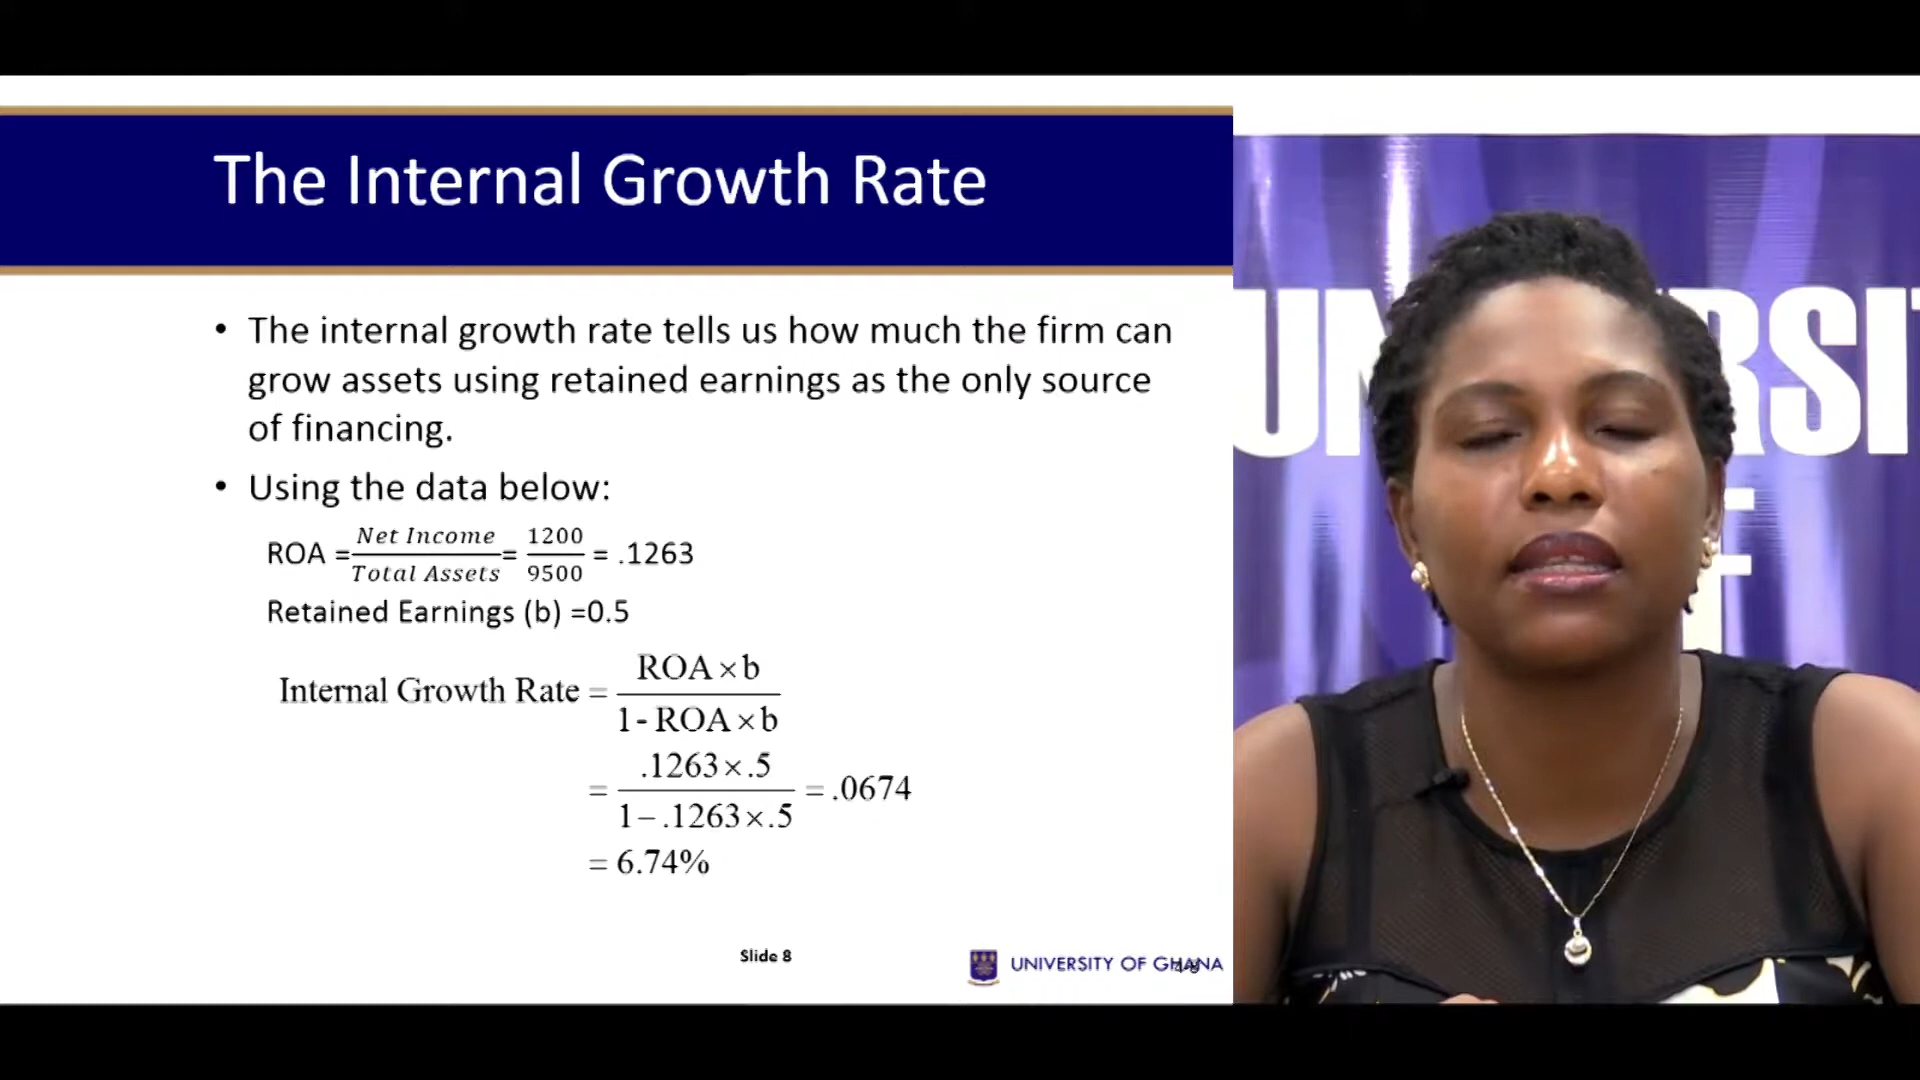 The Internal Growth Rate
• The internal growth rate tells us how much the firm can
grow assets using retained earnings as the only source
of financing.
• Using the data below:
ROA = Net Income / Total Assets = 1200 / 9500 = .1263
Retained Earnings (b) =0.5
Internal Growth Rate = ROA × b / 1 - ROA × b
= .1263 × .5 / 1 − .1263 × .5 = .0674
= 6.74%
Slide 8
UNIVERSITY OF GHANA